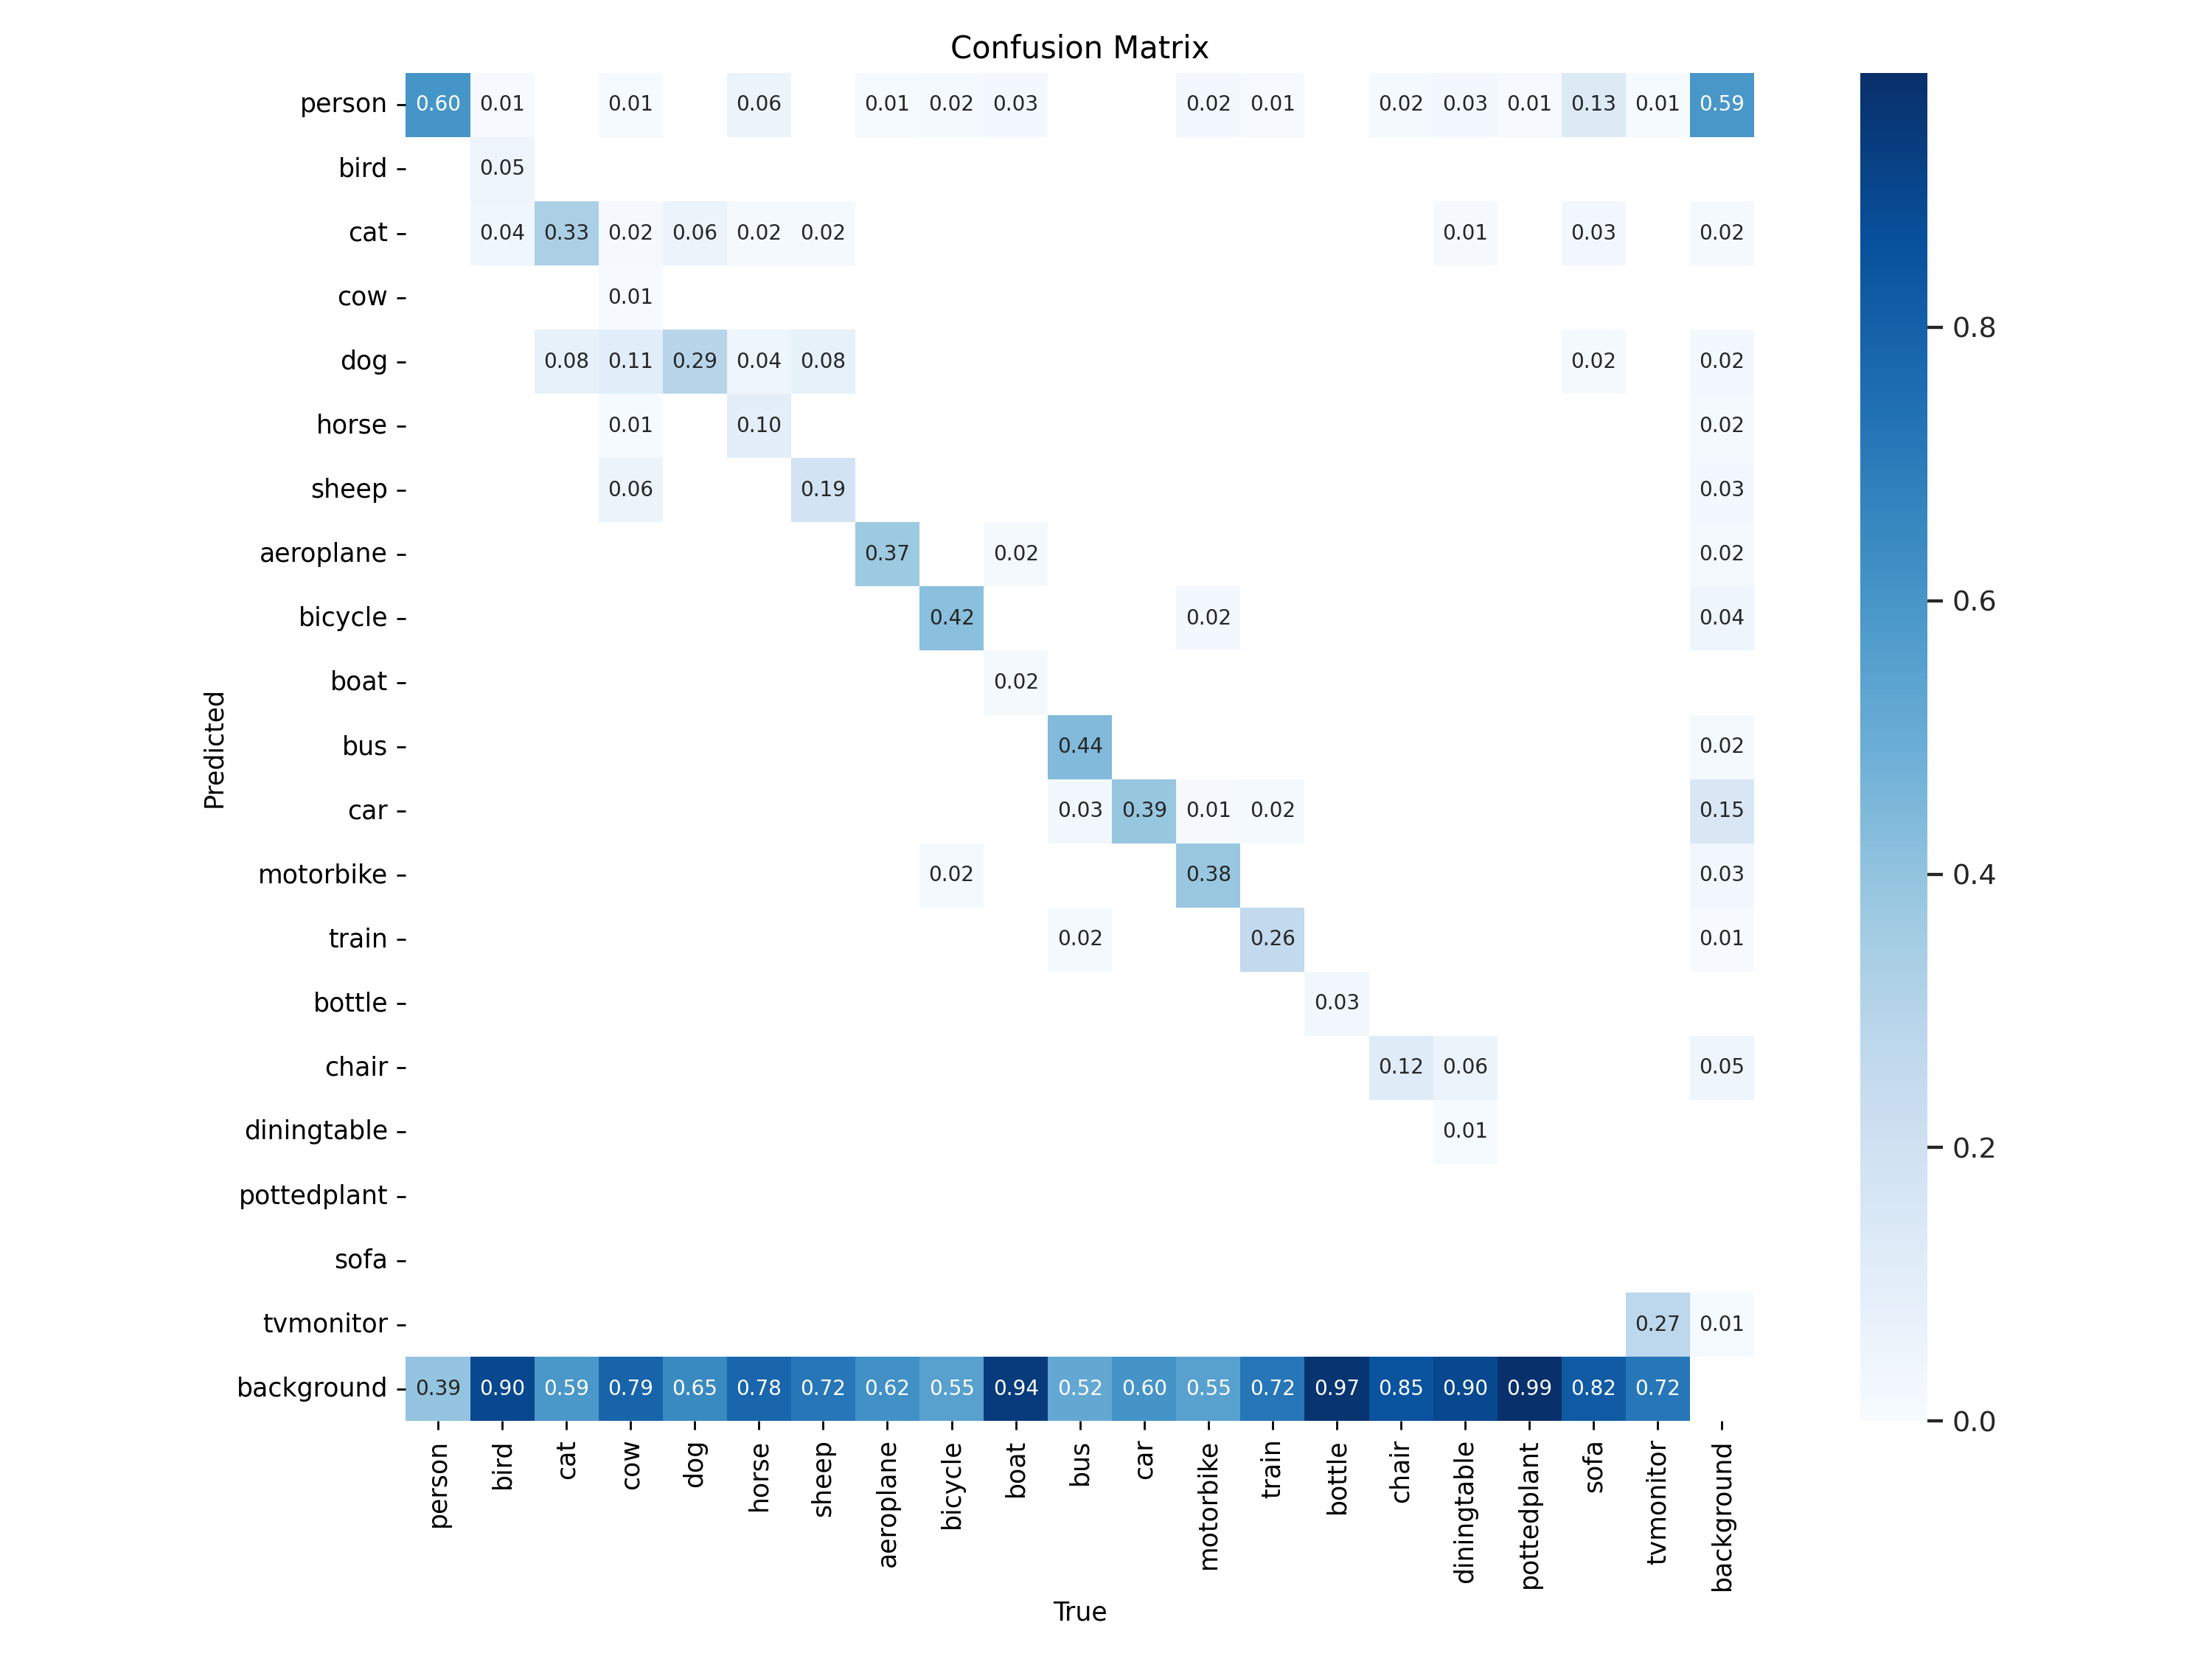 Confusion Matrix
person 0.60 0.01 0.01 0.06 0.01 0.02 0.03 0.02 0.01 0.02 0.03 0.01 0.13 0.01 0.59
bird 0.05
cat 0.04 0.33 0.02 0.06 0.02 0.02 0.01 0.03 0.02
cow 0.01
dog 0.08 0.11 0.29 0.04 0.08 0.02 0.02
horse 0.01 0.10 0.02
sheep 0.06 0.19 0.03
aeroplane 0.37 0.02 0.02
bicycle 0.42 0.02 0.04
boat 0.02
bus 0.44 0.02
car 0.03 0.39 0.01 0.02 0.15
motorbike 0.02 0.38 0.03
train 0.02 0.26 0.01
bottle 0.03
chair 0.12 0.06 0.05
diningtable 0.01
pottedplant
sofa
tvmonitor 0.27 0.01
background 0.39 0.90 0.59 0.79 0.65 0.78 0.72 0.62 0.55 0.94 0.52 0.60 0.55 0.72 0.97 0.85 0.90 0.99 0.82 0.72
Predicted
person bird cat cow dog horse sheep aeroplane bicycle boat bus car motorbike train bottle chair diningtable pottedplant sofa tvmonitor background
True
0.8
0.6
0.4
0.2
0.0